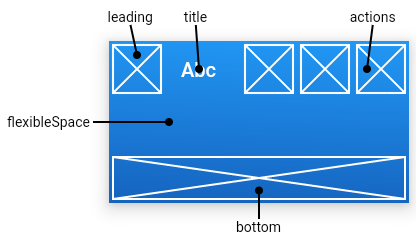 leading
title
actions
Abc
flexibleSpace
bottom